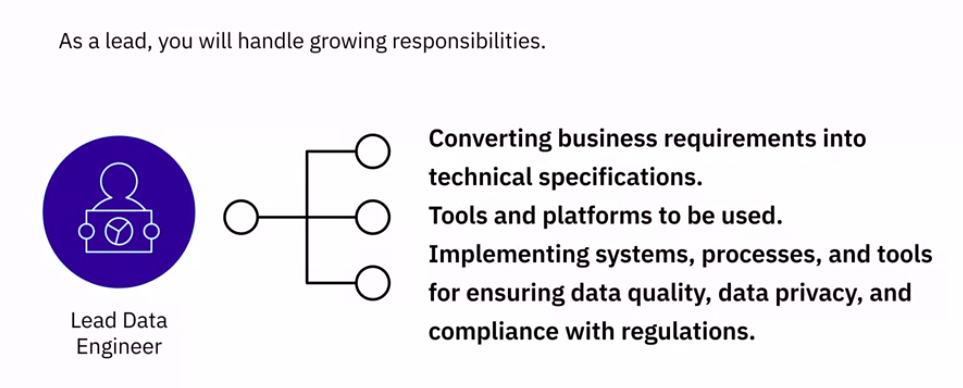 As a lead, you will handle growing responsibilities.
Converting business requirements into
technical specifications.
Tools and platforms to be used.
Implementing systems, processes, and tools
for ensuring data quality, data privacy, and
compliance with regulations.
Lead Data
Engineer